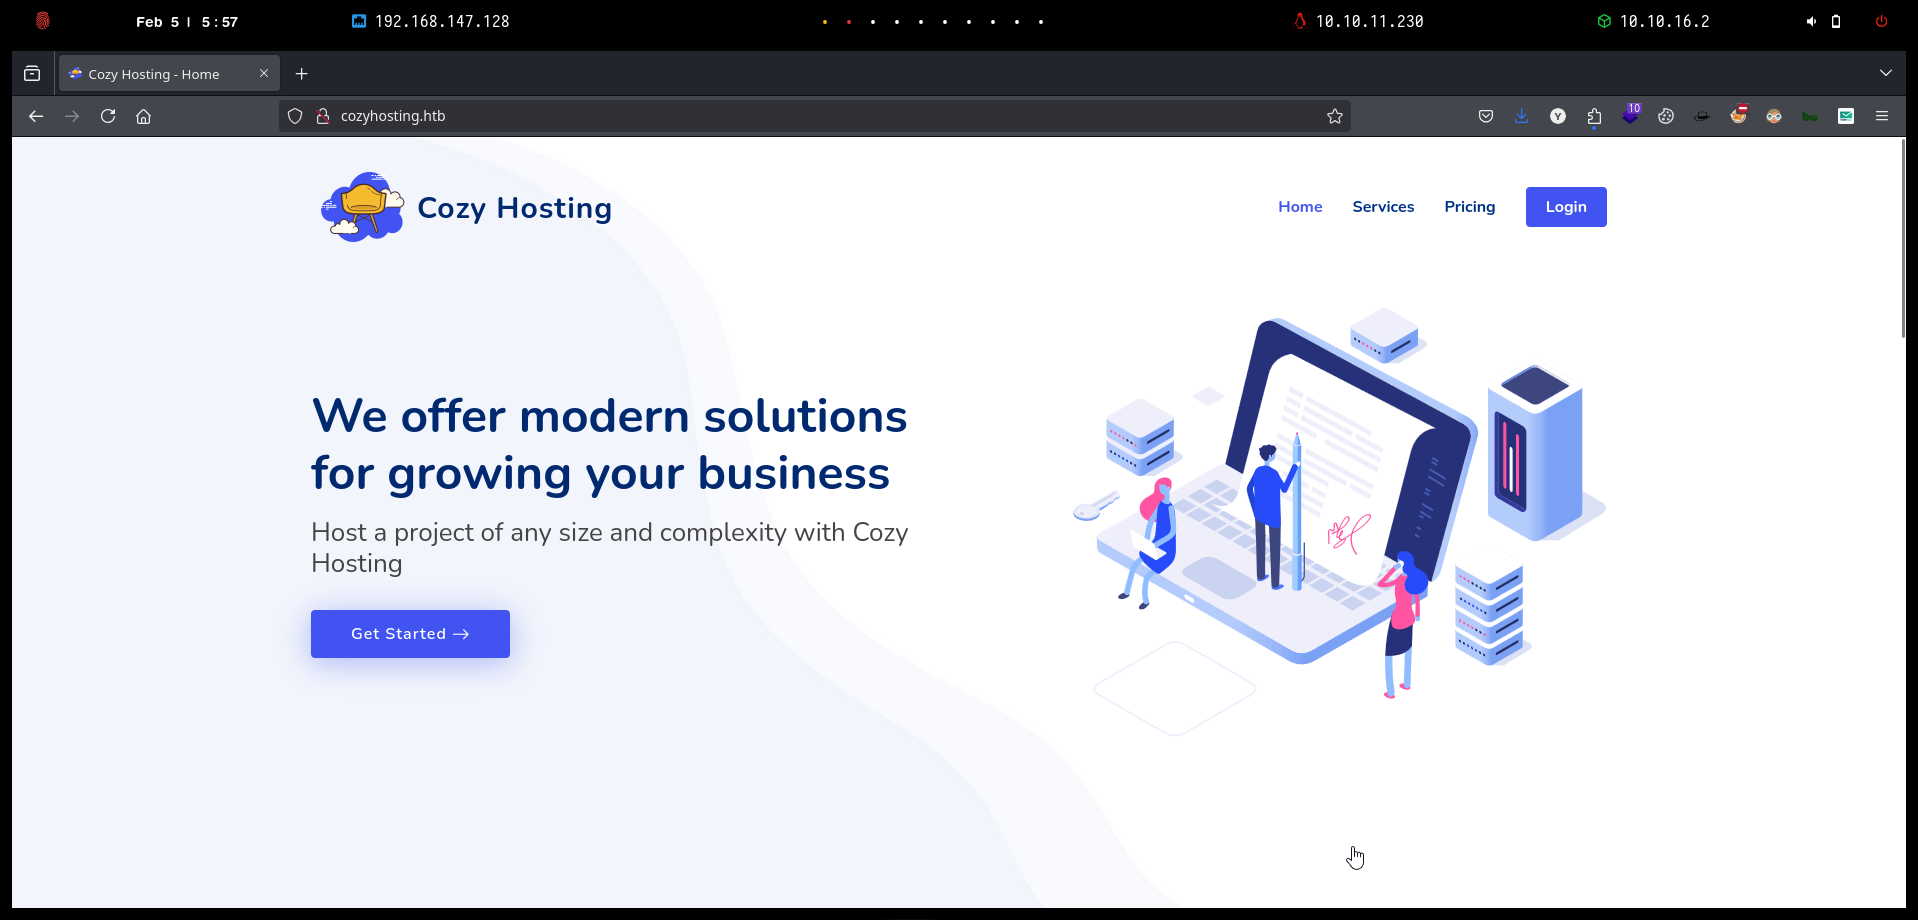 Feb 5 | 5:57 192.168.147.128 10.10.11.230 10.10.16.2
Cozy Hosting - Home
cozyhosting.htb
10
Y
bw
Cozy Hosting
Home Services Pricing Login
We offer modern solutions
for growing your business
Host a project of any size and complexity with Cozy
Hosting
Get Started →